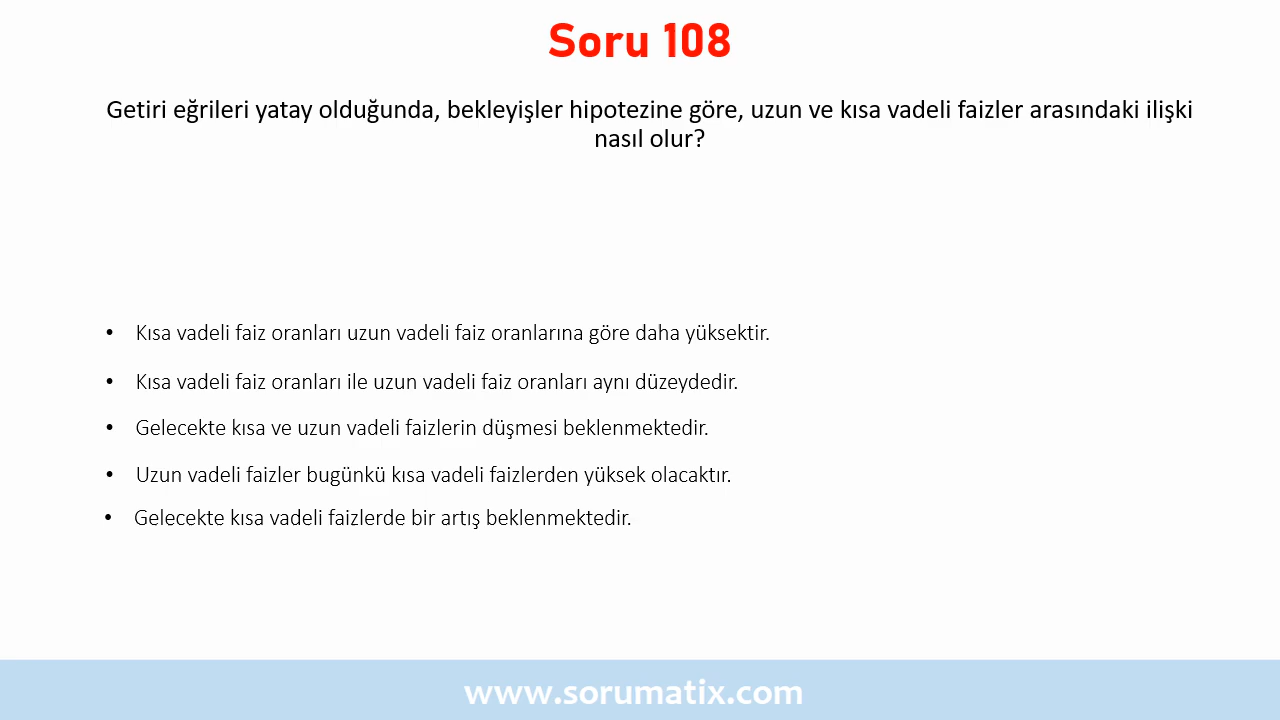 Soru 108
Getiri eğrileri yatay olduğunda, bekleyişler hipotezine göre, uzun ve kısa vadeli faizler arasındaki ilişki
nasıl olur?
• Kısa vadeli faiz oranları uzun vadeli faiz oranlarına göre daha yüksektir.
• Kısa vadeli faiz oranları ile uzun vadeli faiz oranları aynı düzeydedir.
• Gelecekte kısa ve uzun vadeli faizlerin düşmesi beklenmektedir.
• Uzun vadeli faizler bugünkü kısa vadeli faizlerden yüksek olacaktır.
• Gelecekte kısa vadeli faizlerde bir artış beklenmektedir.
www.sorumatix.com